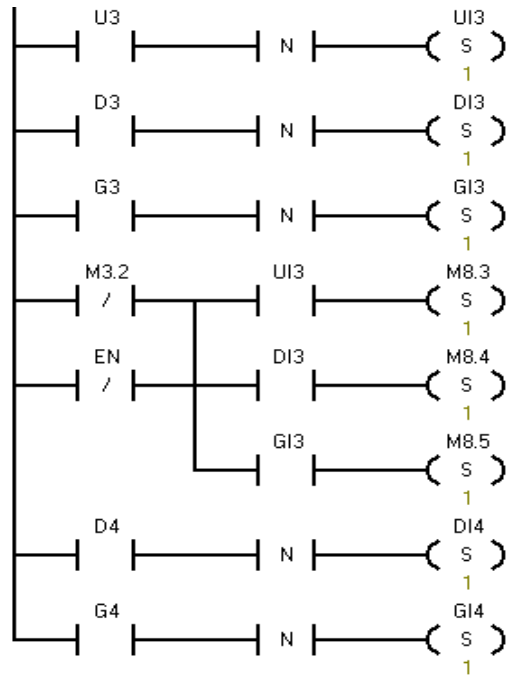 U3 UI3
N S
1
D3 DI3
N S
1
G3 GI3
N S
1
M3.2 UI3 M8.3
/ S
1
EN DI3 M8.4
/ S
1
GI3 M8.5
S
1
D4 DI4
N S
1
G4 GI4
N S
1